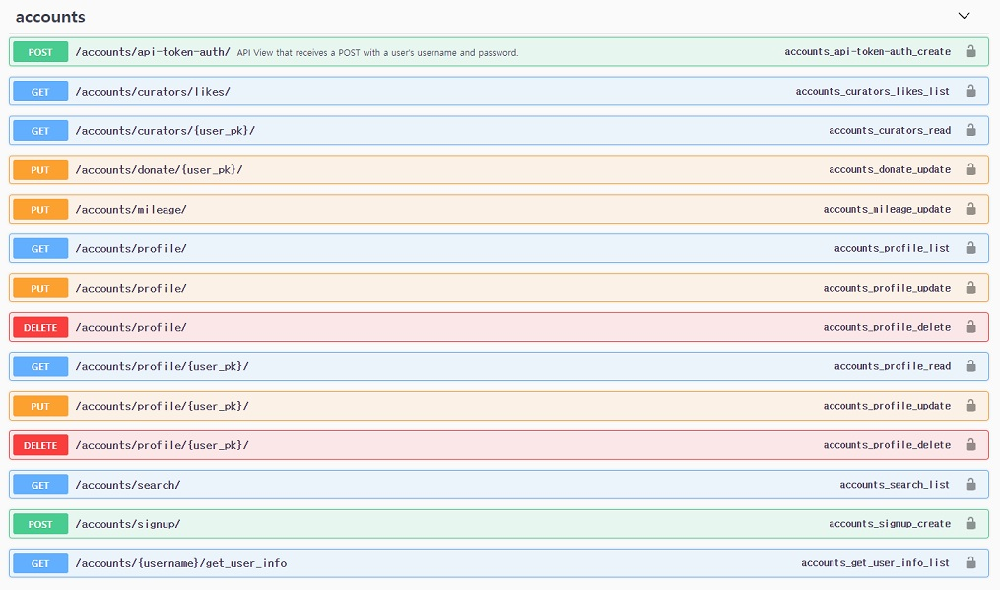 accounts
POST /accounts/api-token-auth/ API View that receives a POST with a user's username and password. accounts_api-token-auth_create
GET /accounts/curators/likes/ accounts_curators_likes_list
GET /accounts/curators/{user_pk}/ accounts_curators_read
PUT /accounts/donate/{user_pk}/ accounts_donate_update
PUT /accounts/mileage/ accounts_mileage_update
GET /accounts/profile/ accounts_profile_list
PUT /accounts/profile/ accounts_profile_update
DELETE /accounts/profile/ accounts_profile_delete
GET /accounts/profile/{user_pk}/ accounts_profile_read
PUT /accounts/profile/{user_pk}/ accounts_profile_update
DELETE /accounts/profile/{user_pk}/ accounts_profile_delete
GET /accounts/search/ accounts_search_list
POST /accounts/signup/ accounts_signup_create
GET /accounts/{username}/get_user_info accounts_get_user_info_list